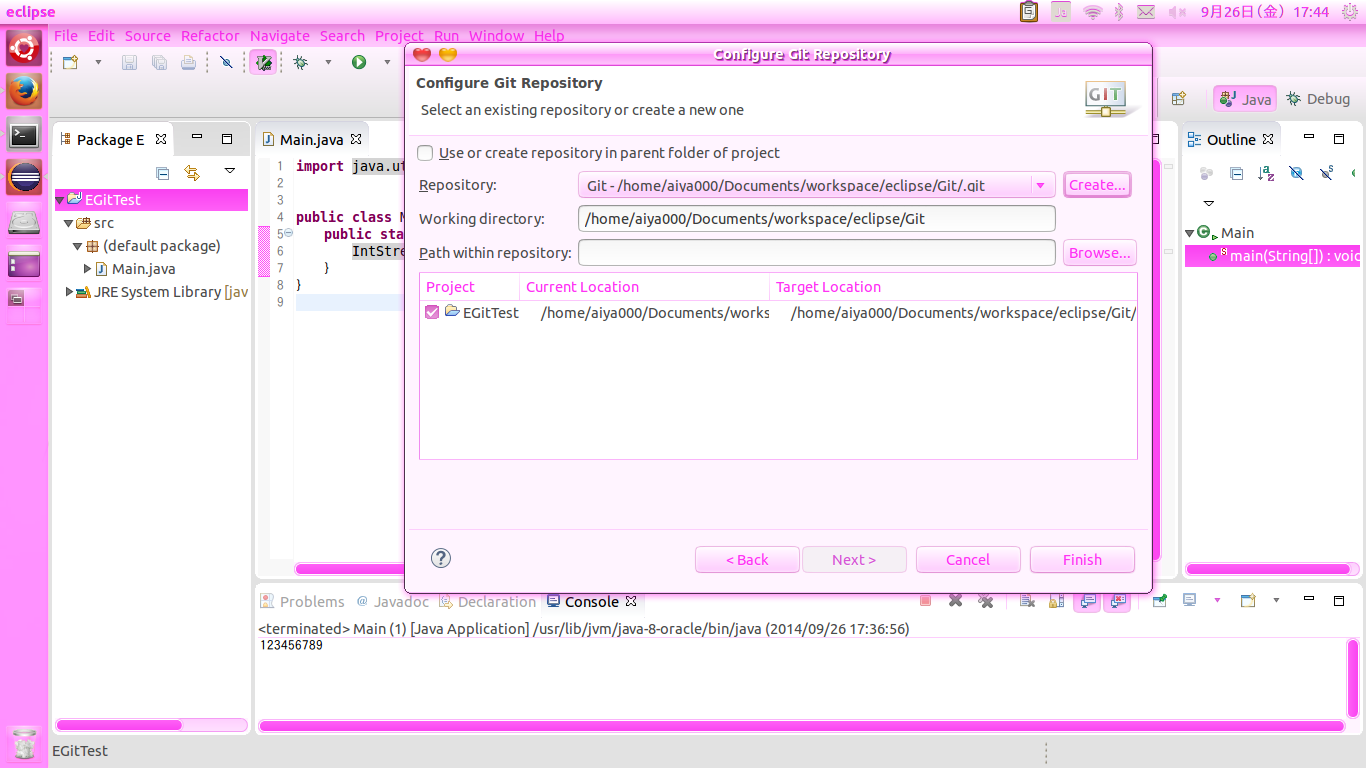 eclipse
Ja
9月26日(金) 17:44
File Edit Source Refactor Navigate Search Project Run Window Help
Java
Debug
Package E
EGitTest
src
(default package)
Main.java
JRE System Library [jav
Main.java
1 import java.ut
2
3
4 public class M
5 public sta
6 IntStre
7 }
8 }
9
Configure Git Repository
Configure Git Repository
Select an existing repository or create a new one
GIT
Use or create repository in parent folder of project
Repository: Git - /home/aiya000/Documents/workspace/eclipse/Git/.git Create...
Working directory: /home/aiya000/Documents/workspace/eclipse/Git
Path within repository: Browse...
Project Current Location Target Location
EGitTest /home/aiya000/Documents/works /home/aiya000/Documents/workspace/eclipse/Git/
< Back Next > Cancel Finish
Outline
Main
main(String[]) : void
Problems @ Javadoc Declaration Console
<terminated> Main (1) [Java Application] /usr/lib/jvm/java-8-oracle/bin/java (2014/09/26 17:36:56)
123456789
EGitTest